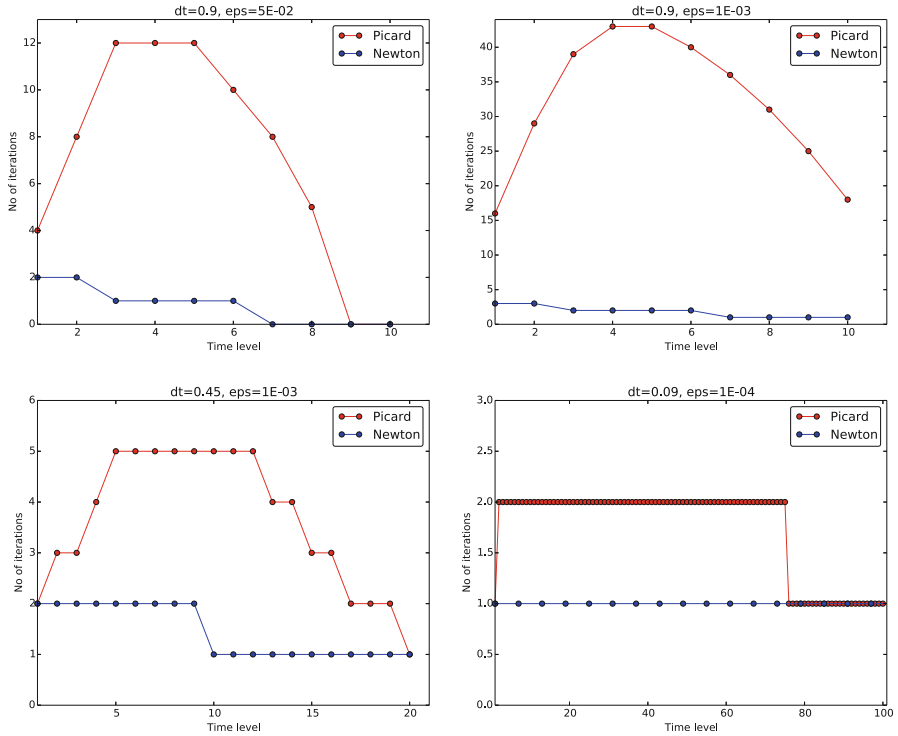 dt=0.9, eps=5E-02
12
10
8
6
4
2
0
No of iterations
Picard
Newton
2
4
6
8
10
Time level
dt=0.9, eps=1E-03
40
35
30
25
20
15
10
5
0
No of iterations
Picard
Newton
2
4
6
8
10
Time level
dt=0.45, eps=1E-03
6
5
4
3
2
1
0
No of iterations
Picard
Newton
5
10
15
20
Time level
dt=0.09, eps=1E-04
3.0
2.5
2.0
1.5
1.0
0.5
0.0
No of iterations
Picard
Newton
20
40
60
80
100
Time level